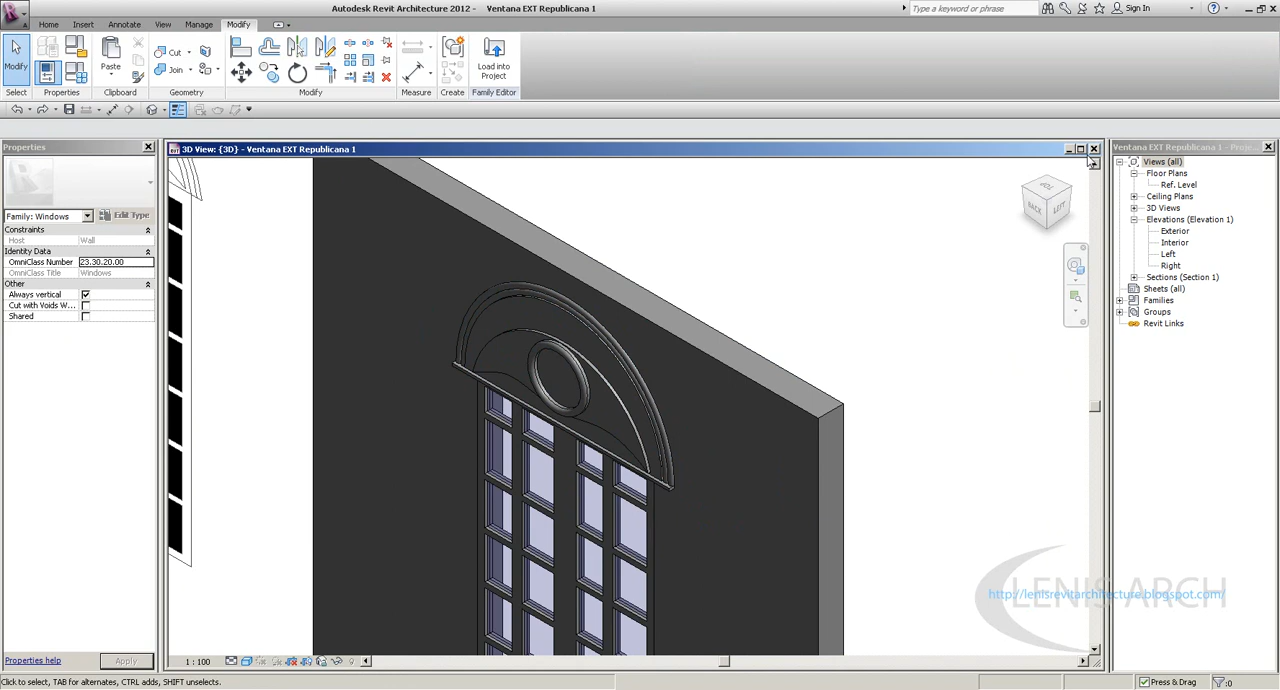 Autodesk Revit Architecture 2012 - Ventana EXT Republicana 1
Type a keyword or phrase
Sign In
Home Insert Annotate View Manage Modify
Modify
Paste
Cut
Join
Load into
Project
Select Properties Clipboard Geometry Modify Measure Create Family Editor
Properties
Family: Windows
Edit Type
Constraints
Host Wall
Identity Data
OmniClass Number 23.30.20.00
OmniClass Title Windows
Other
Always vertical
Cut with Voids W...
Shared
Properties help
Apply
3D View: {3D} - Ventana EXT Republicana 1
BACK
LEFT
1 : 100
Ventana EXT Republicana 1 - Proje...
Views (all)
Floor Plans
Ref. Level
Ceiling Plans
3D Views
Elevations (Elevation 1)
Exterior
Interior
Left
Right
Sections (Section 1)
Sheets (all)
Families
Groups
Revit Links
LENIS ARCH
http://lenisrevitarchitecture.blogspot.com/
Click to select, TAB for alternates, CTRL adds, SHIFT unselects.
Press & Drag
:0